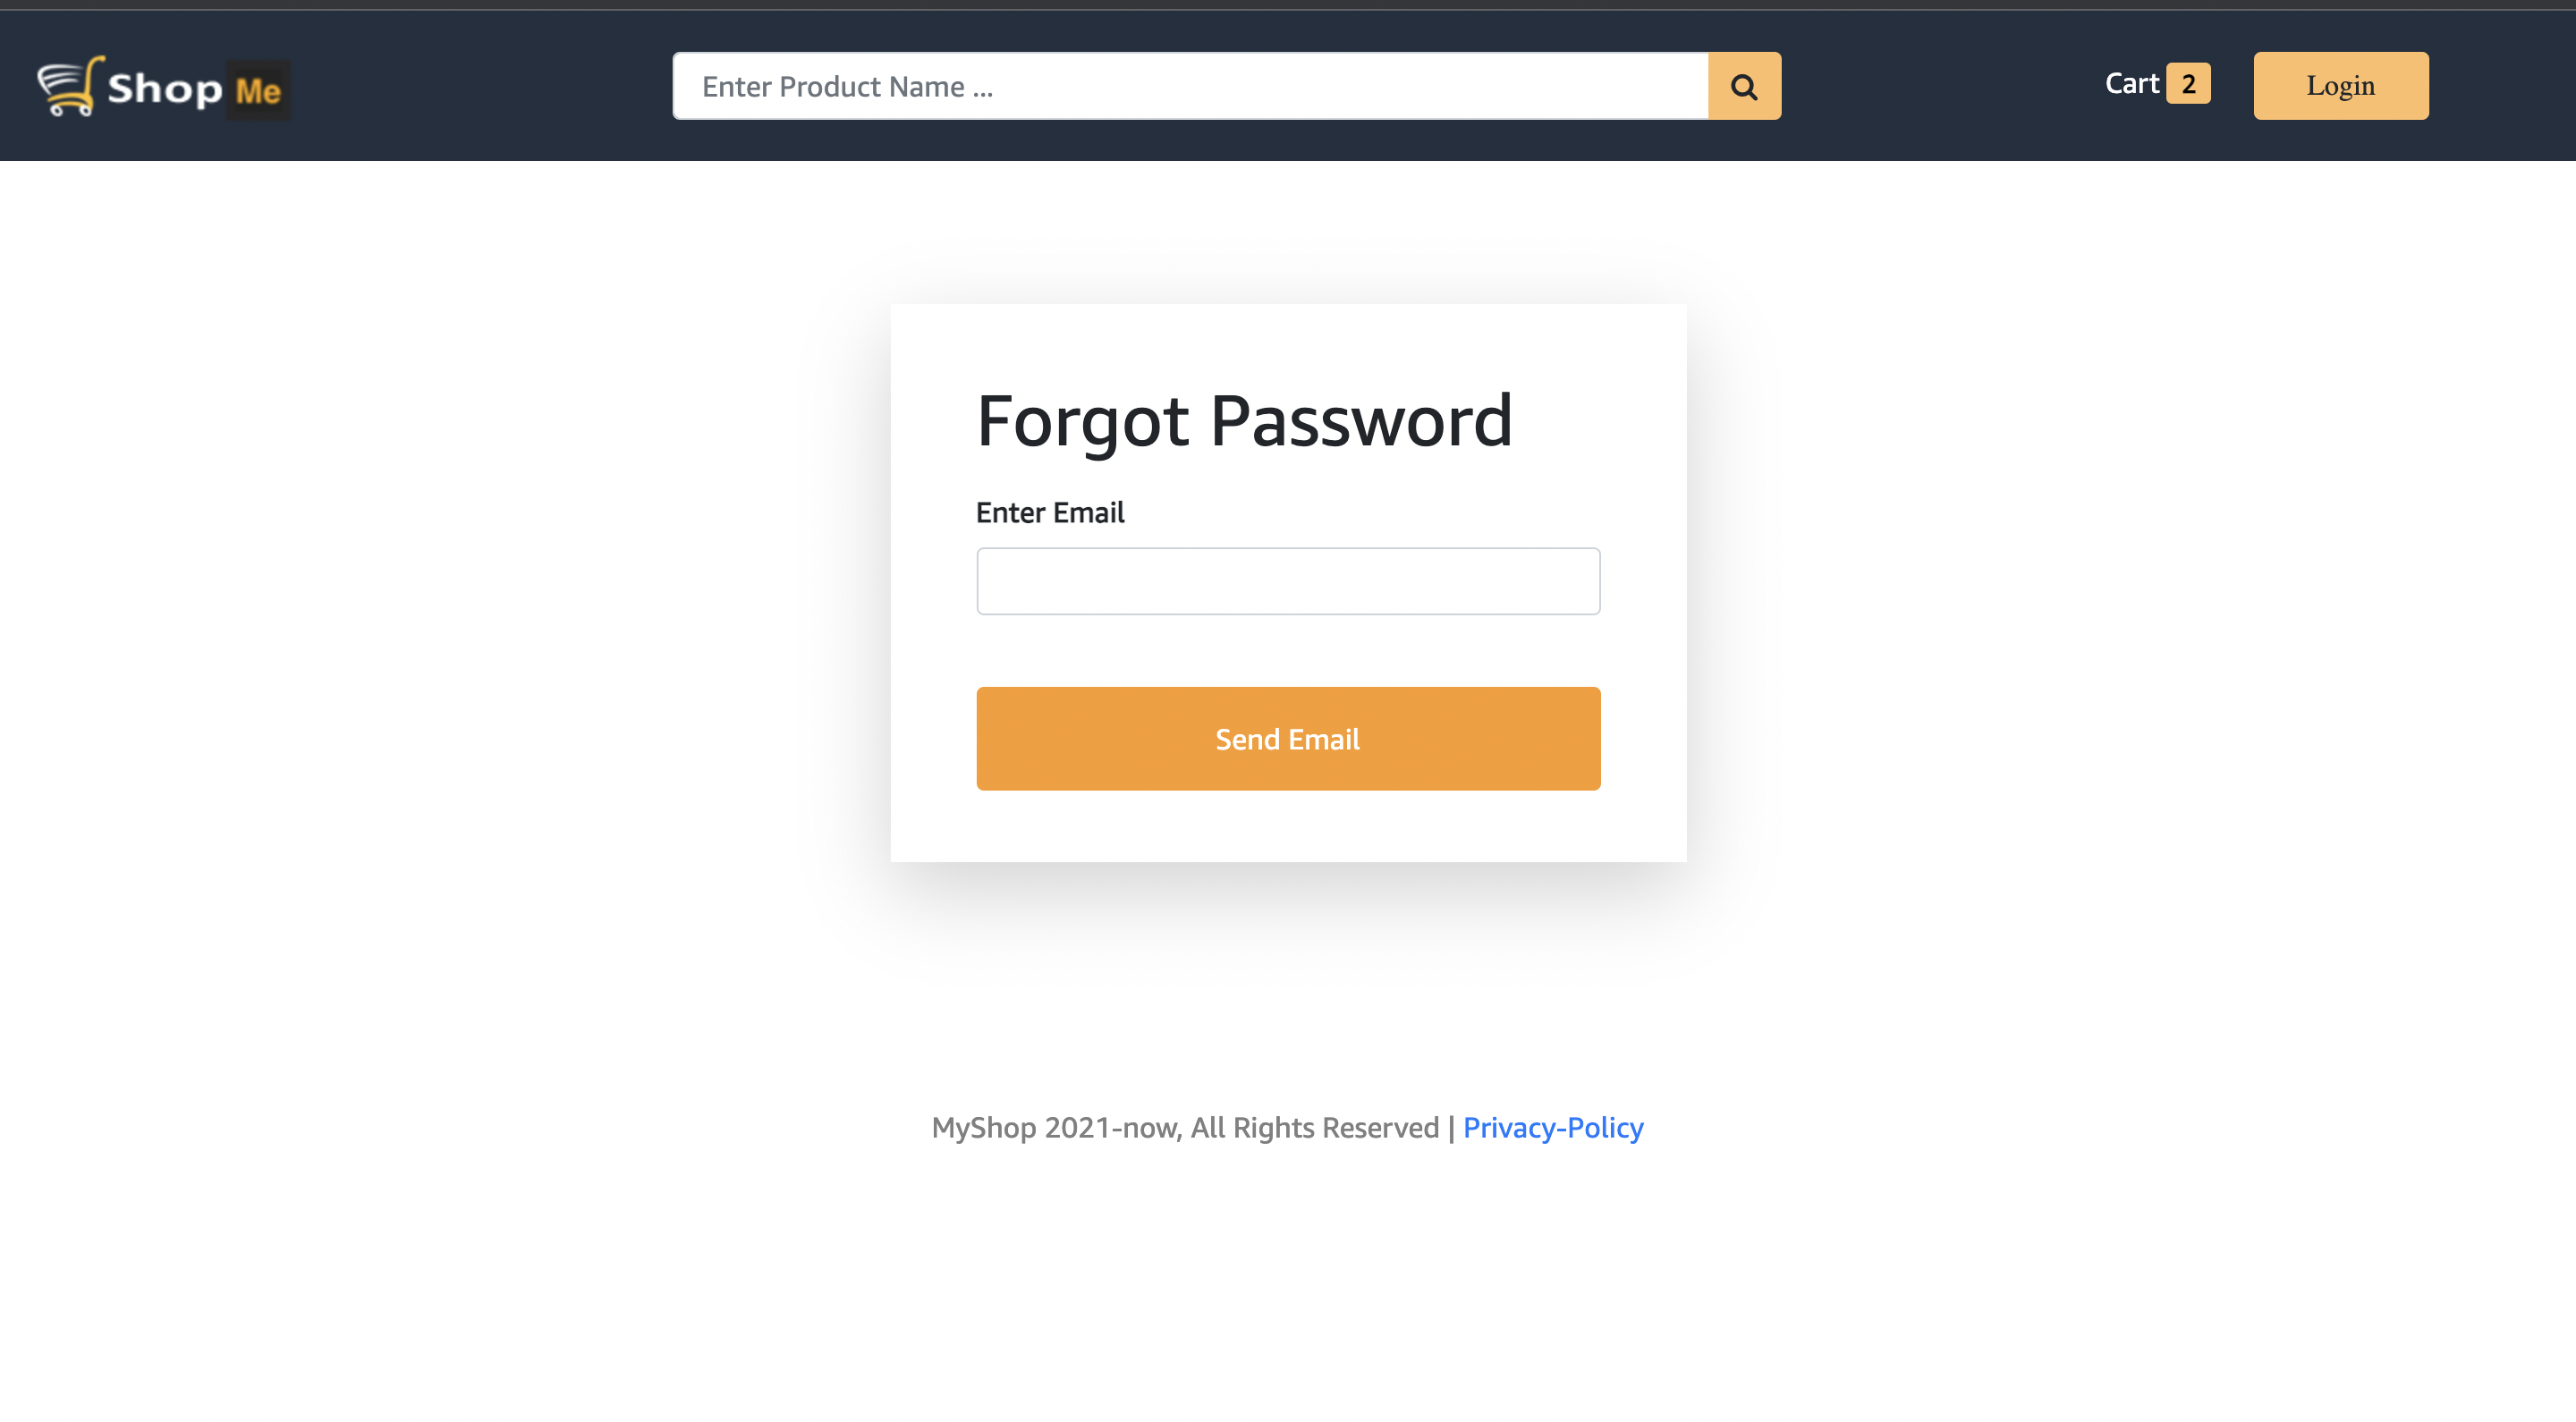 Shop Me
Enter Product Name ...
Cart 2
Login
Forgot Password
Enter Email
Send Email
MyShop 2021-now, All Rights Reserved | Privacy-Policy